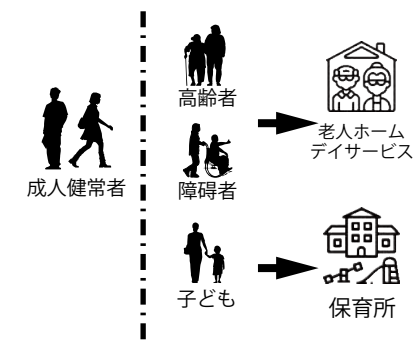 高齢者
老人ホーム
デイサービス
成人健常者
障碍者
子ども
保育所